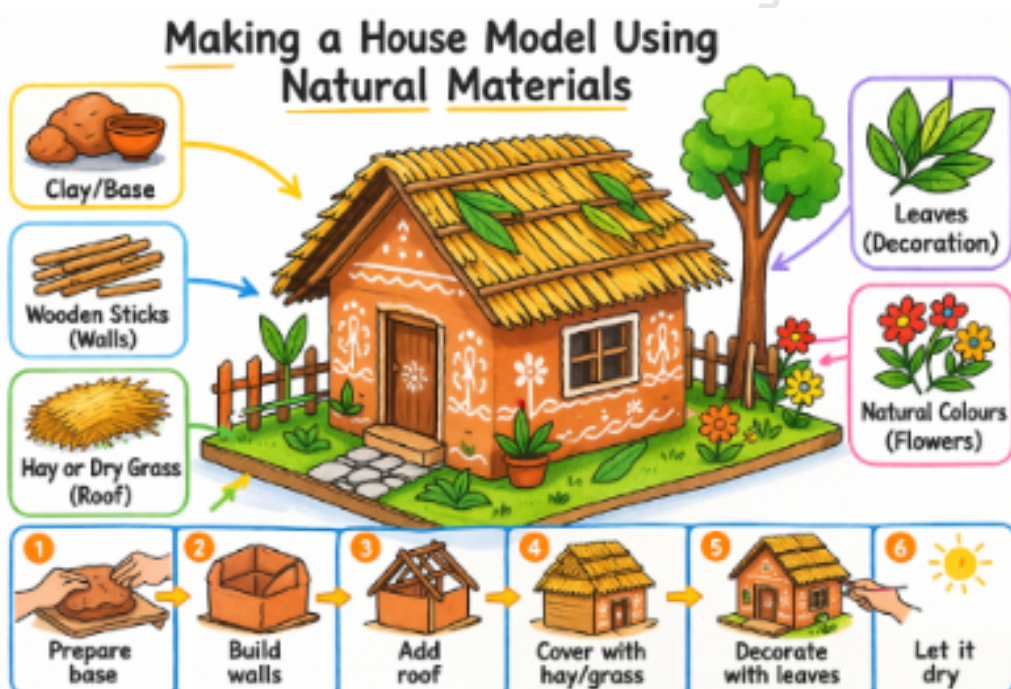 Making a House Model Using
Natural Materials
Clay/Base
Wooden Sticks
(Walls)
Hay or Dry Grass
(Roof)
Leaves
(Decoration)
Natural Colours
(Flowers)
1
Prepare
base
2
Build
walls
3
Add
roof
4
Cover with
hay/grass
5
Decorate
with leaves
6
Let it
dry